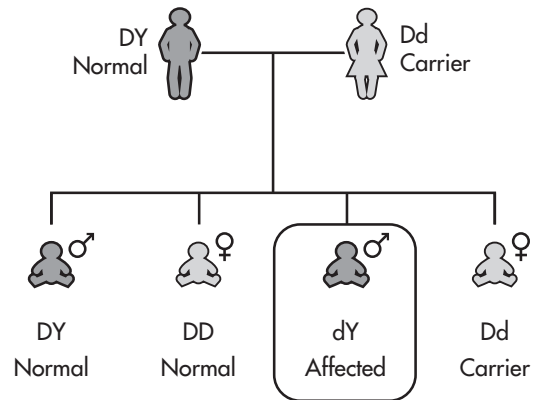 DY
Normal
Dd
Carrier
DY
Normal
DD
Normal
dY
Affected
Dd
Carrier